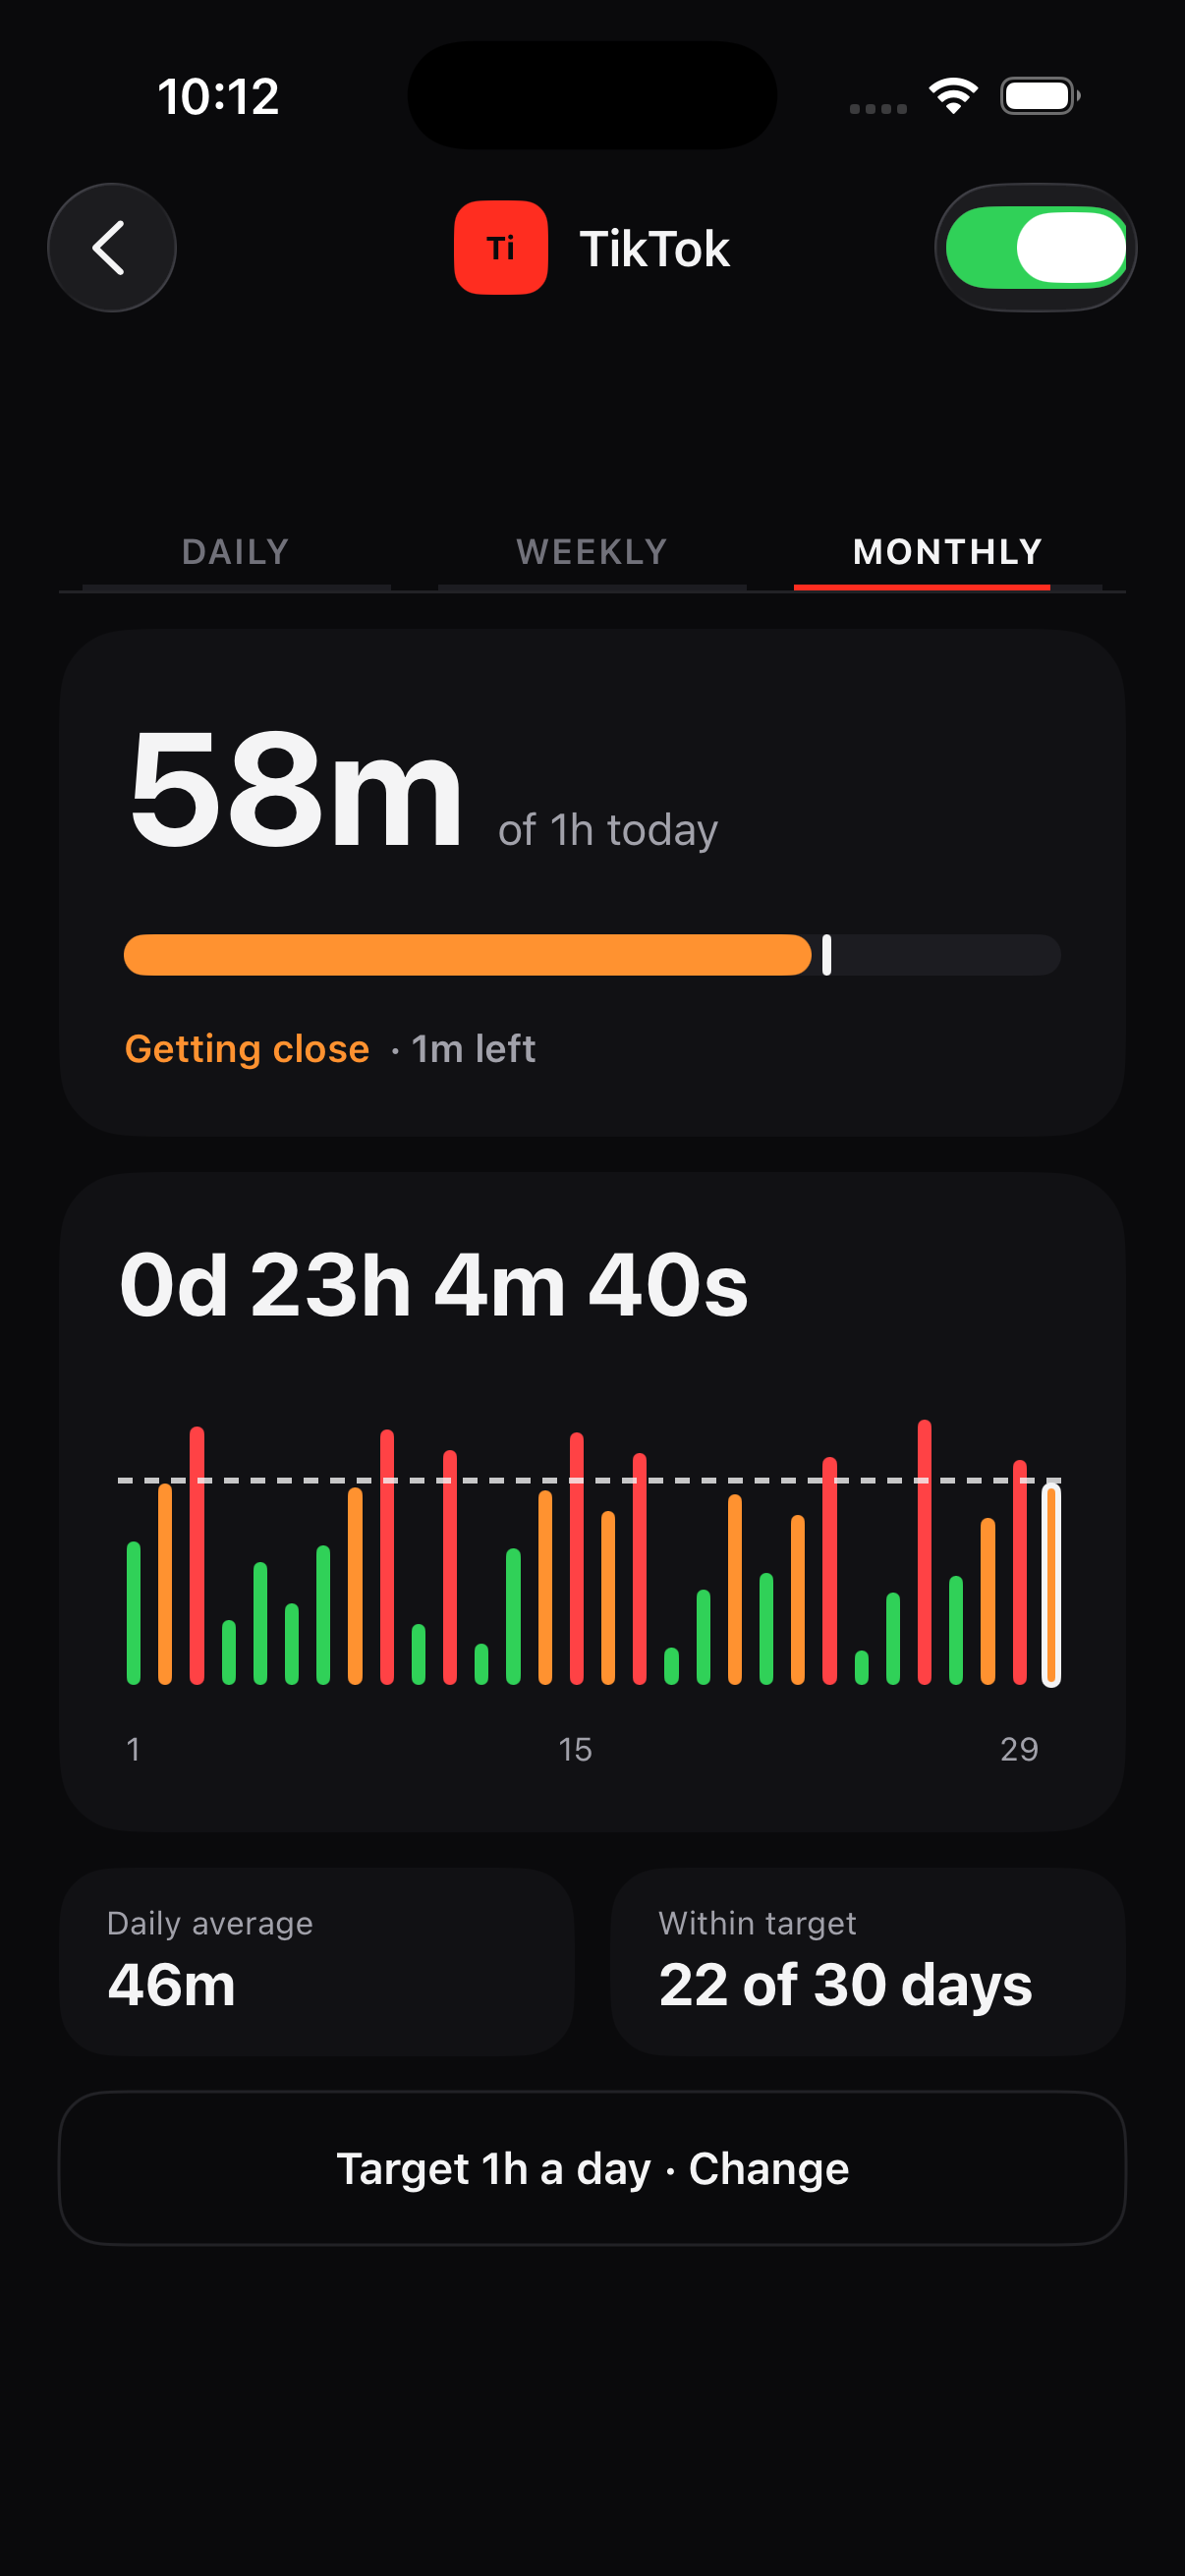 10:12
Ti TikTok
DAILY WEEKLY MONTHLY
58m of 1h today
Getting close · 1m left
0d 23h 4m 40s
1 15 29
Daily average
46m
Within target
22 of 30 days
Target 1h a day · Change